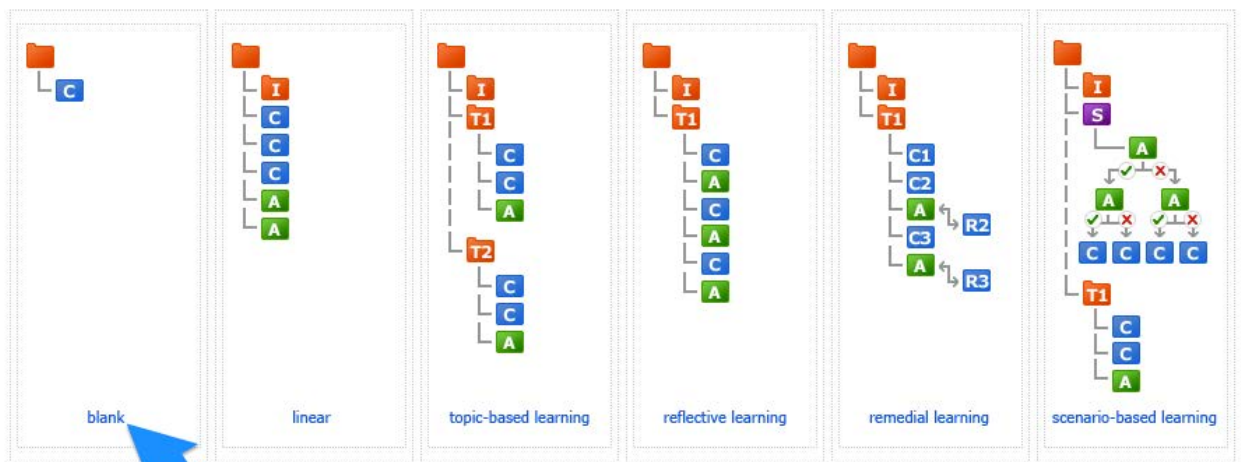 C
blank
I
C
C
C
A
A
linear
I
T1
C
C
A
T2
C
C
A
topic-based learning
I
T1
C
A
C
A
C
A
reflective learning
I
T1
C1
C2
A
R2
C3
A
R3
remedial learning
I
S
A
A A
C C C C
T1
C
C
A
scenario-based learning